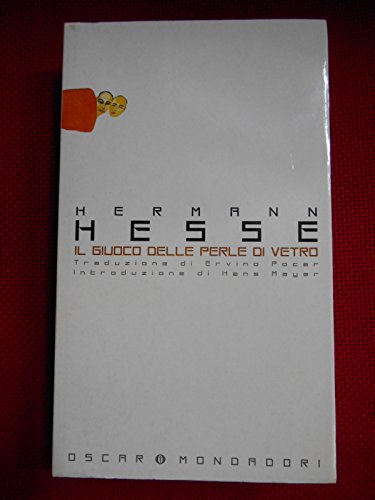 HERMANN
HESSE
IL GIUOCO DELLE PERLE DI VETRO
Traduzione di Ervino Pocar
Introduzione di Hans Mayer
OSCAR MONDADORI